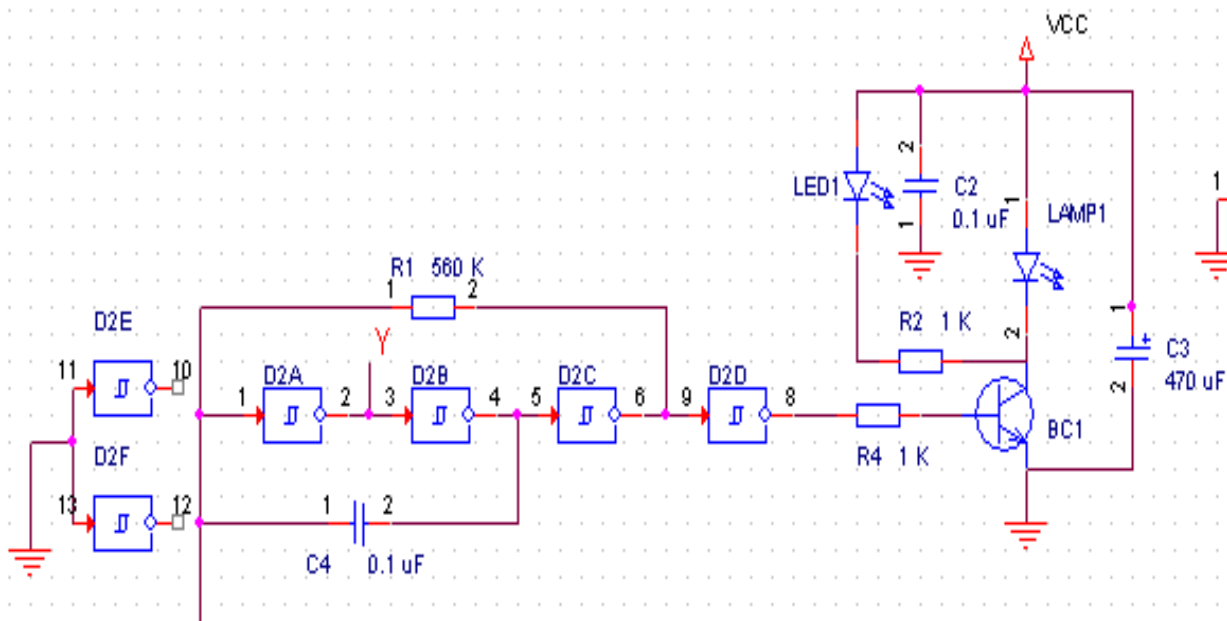 VCC
LED1
2
1
C2
0.1 uF
1
LAMP1
2
1
R1 560 K
1 2
Y
D2E
11 10
D2F
13 12
D2A
1 2
D2B
3 4
D2C
5 6
D2D
9 8
R2 1 K
R4 1 K
BC1
1
C3
470 uF
2
1 2
C4 0.1 uF